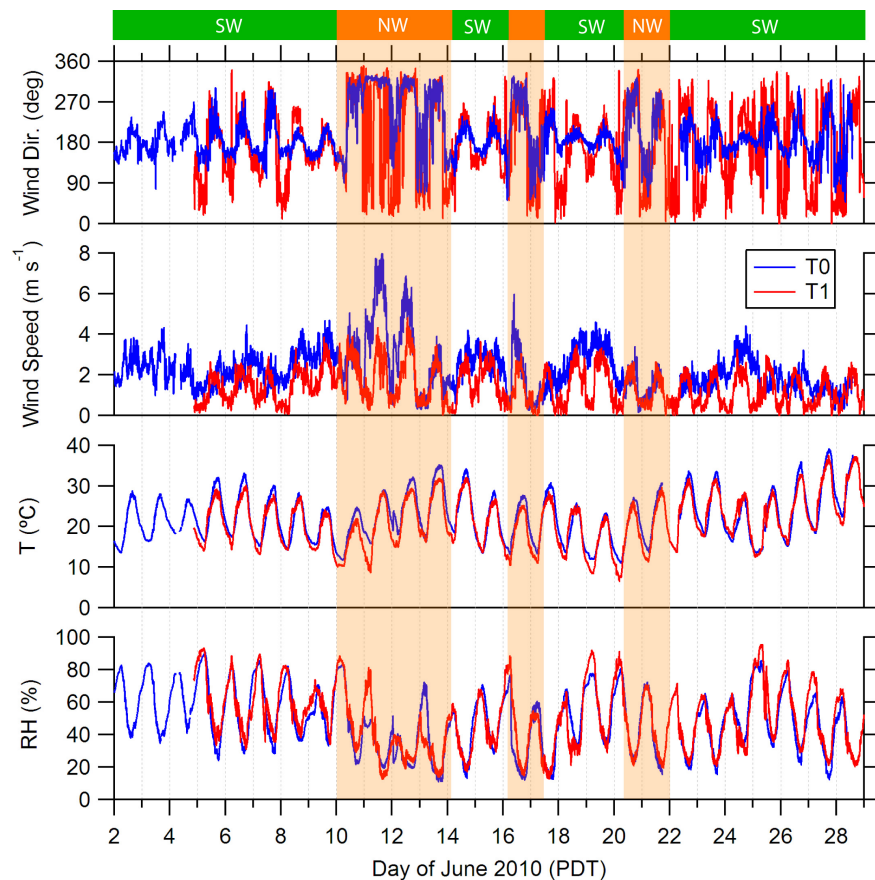 SW NW SW SW NW SW
Wind Dir. (deg)
360
270
180
90
0
Wind Speed (m s⁻¹)
8
6
4
2
0
T0
T1
T (ºC)
40
30
20
10
0
RH (%)
100
80
60
40
20
0
2 4 6 8 10 12 14 16 18 20 22 24 26 28
Day of June 2010 (PDT)